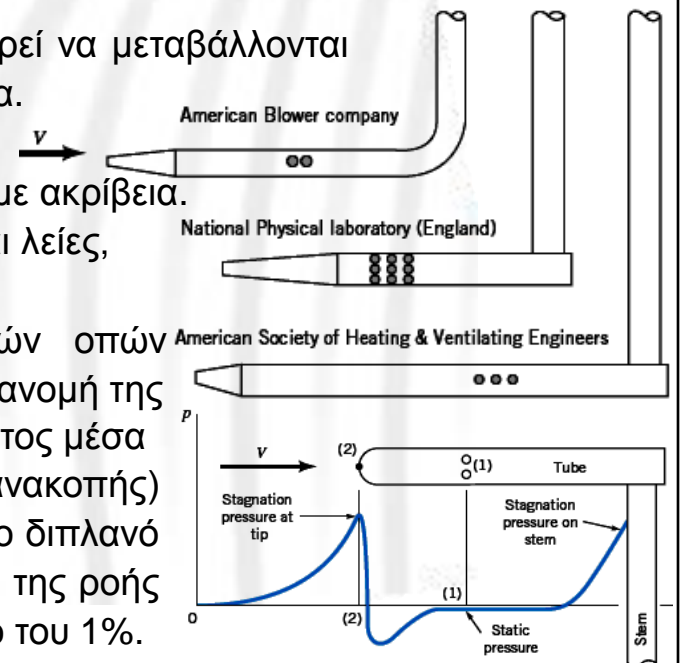 ρεί να μεταβάλλονται
α.
American Blower company
V
με ακρίβεια.
ι λείες,
National Physical laboratory (England)
ών οπών
American Society of Heating & Ventilating Engineers
ανομή της
τος μέσα
ανακοπής)
ο διπλανό
της ροής
ο του 1%.
p
V
(2)
(1)
Tube
Stagnation
pressure at
tip
Stagnation
pressure on
stem
(1)
0
(2)
Static
pressure
Stem